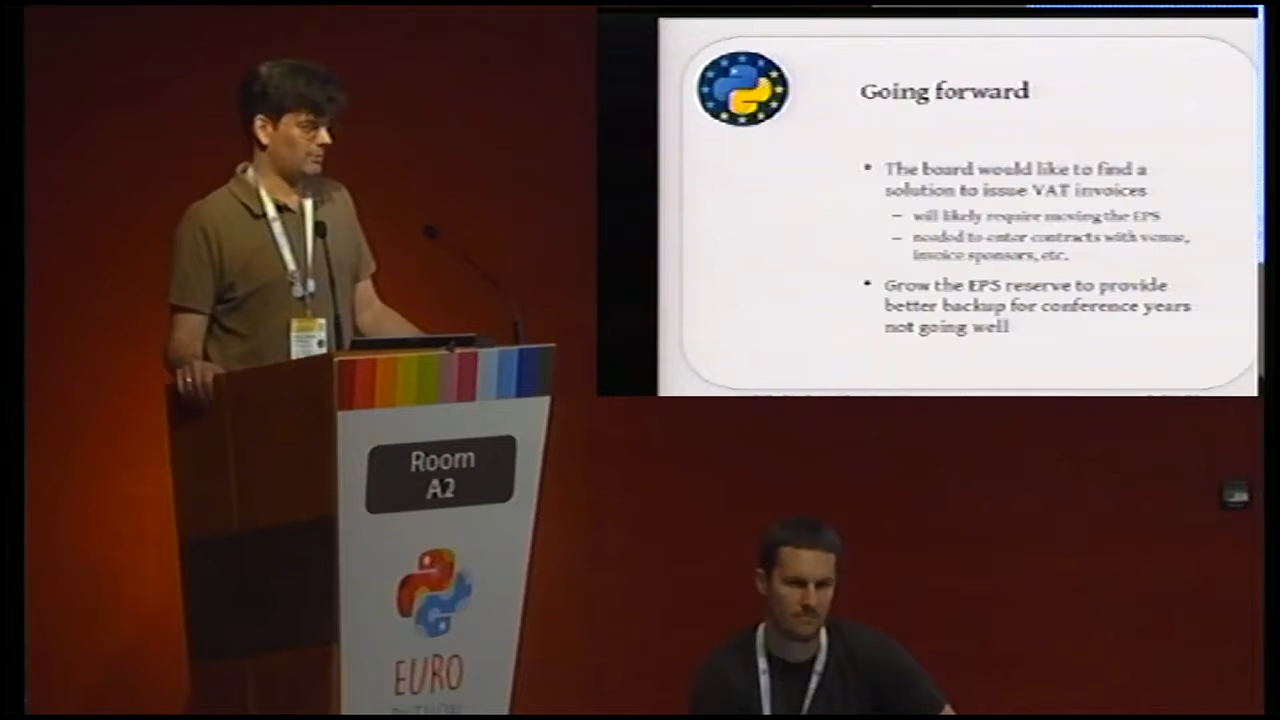 Going forward
• The board would like to find a
solution to issue VAT invoices
– will likely require moving the EPS
– needed to enter contracts with venue,
invoice sponsors, etc.
• Grow the EPS reserve to provide
better backup for conference years
not going well
Room
A2
EURO
PYTHON